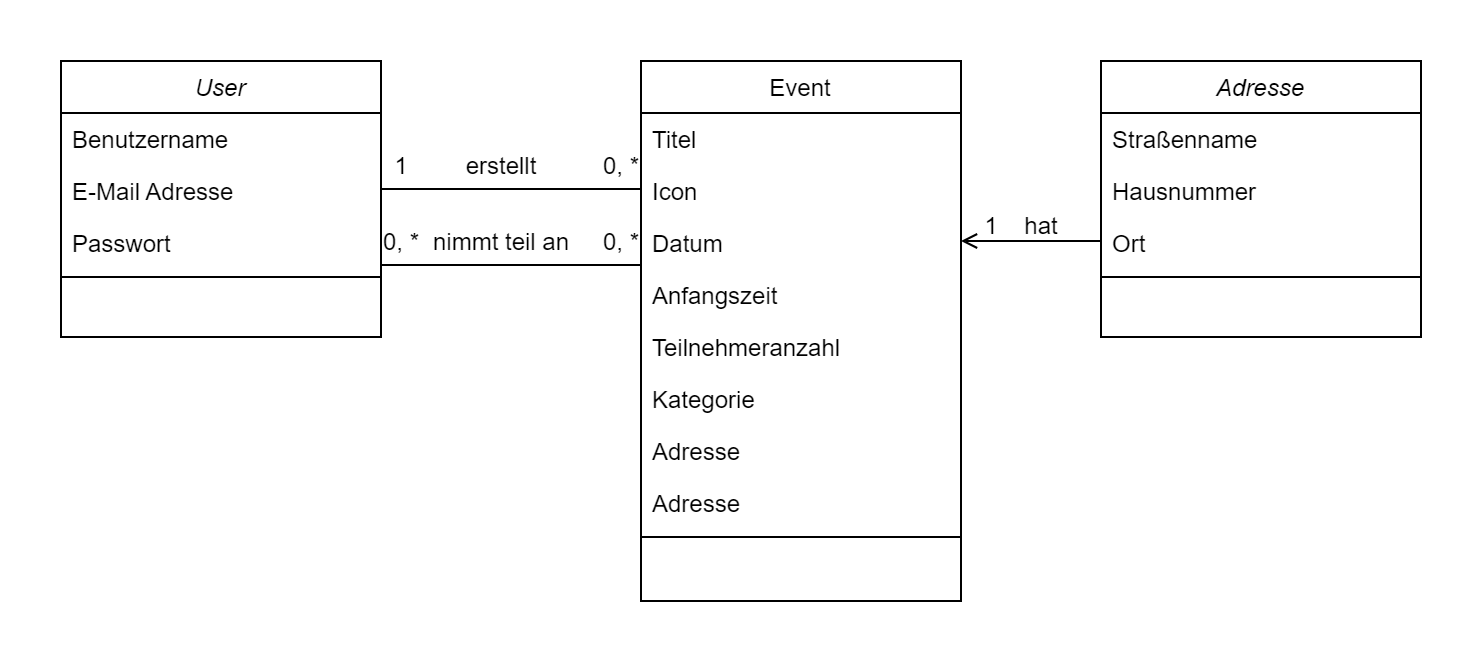 User
Benutzername
E-Mail Adresse
Passwort
1 erstellt 0, *
0, * nimmt teil an 0, *
Event
Titel
Icon
Datum
Anfangszeit
Teilnehmeranzahl
Kategorie
Adresse
Adresse
1 hat
Adresse
Straßenname
Hausnummer
Ort